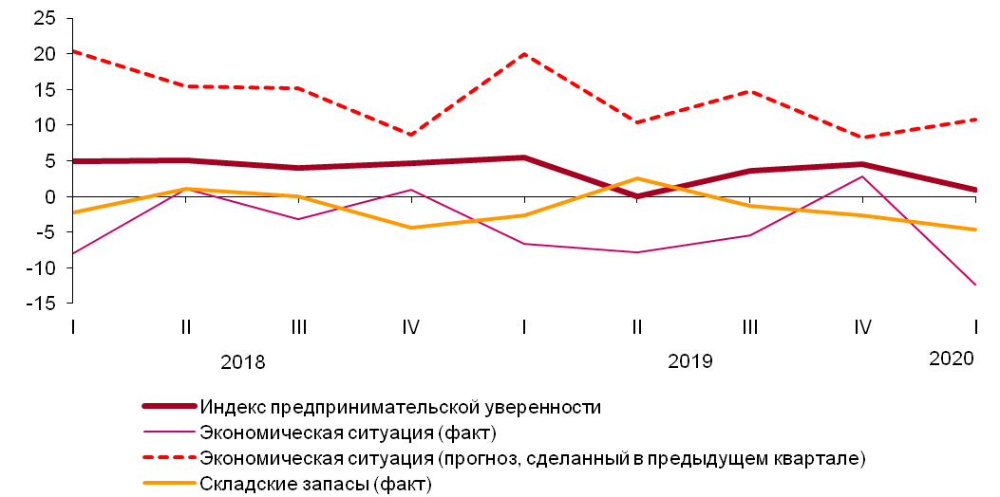 25
20
15
10
5
0
-5
-10
-15
I II III IV I II III IV I
2018 2019 2020
Индекс предпринимательской уверенности
Экономическая ситуация (факт)
Экономическая ситуация (прогноз, сделанный в предыдущем квартале)
Складские запасы (факт)